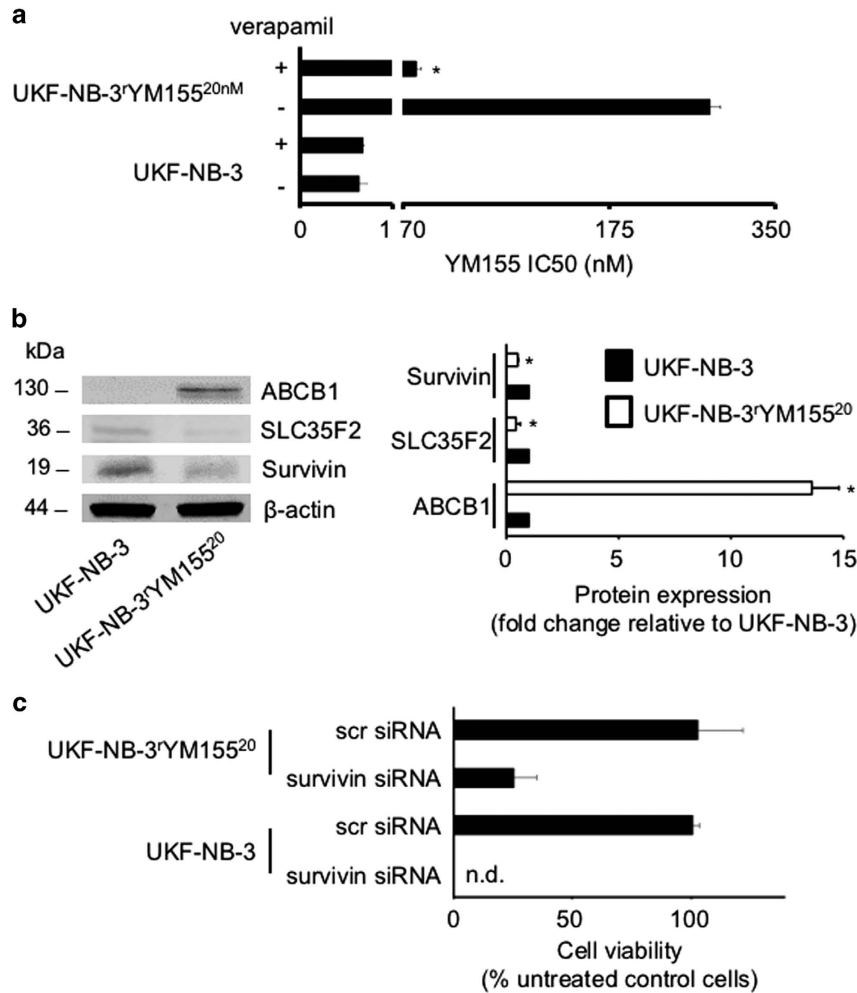 a
verapamil
UKF-NB-3rYM15520nM
+
*
-
UKF-NB-3
+
-
0 1 70 175 350
YM155 IC50 (nM)
b
kDa
130 – ABCB1
36 – SLC35F2
19 – Survivin
44 – β-actin
UKF-NB-3
UKF-NB-3rYM15520
Survivin *
SLC35F2 *
ABCB1 *
UKF-NB-3
UKF-NB-3rYM15520
0 5 10 15
Protein expression
(fold change relative to UKF-NB-3)
c
UKF-NB-3rYM15520
scr siRNA
survivin siRNA
UKF-NB-3
scr siRNA
survivin siRNA n.d.
0 50 100
Cell viability
(% untreated control cells)